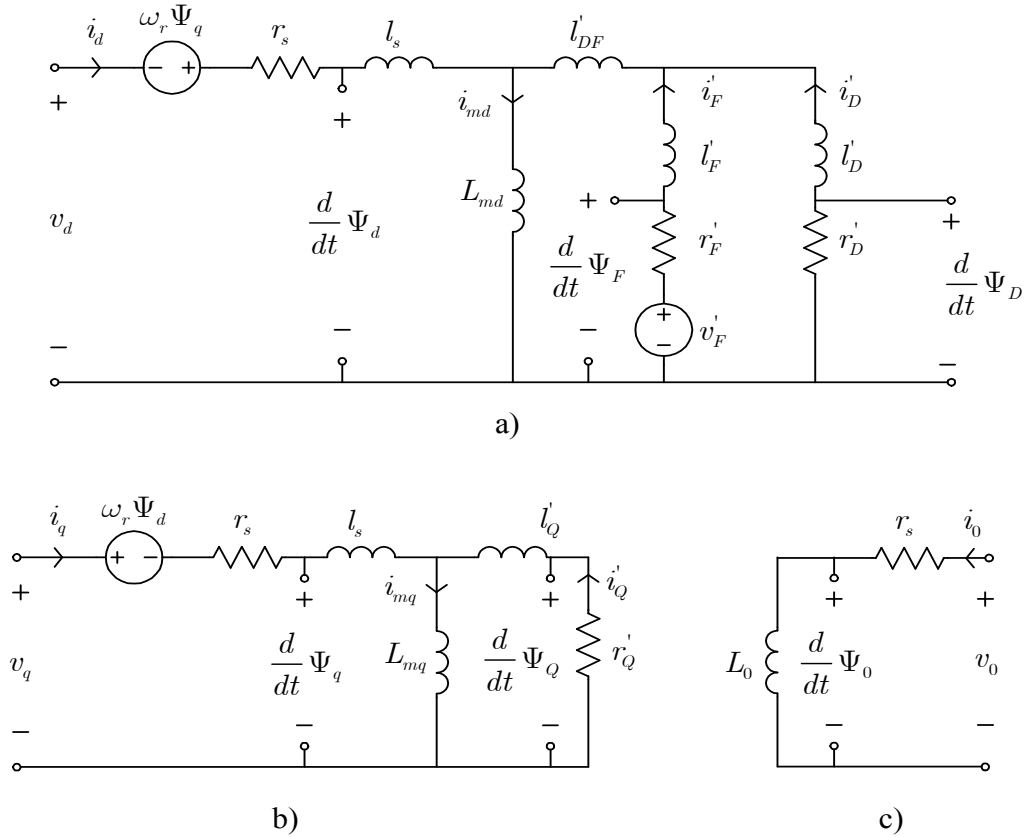 ω_r Ψ_q
i_d
r_s
l_s
l'_DF
− +
+
+
i_md
i'_F
i'_D
l'_F
l'_D
L_md
+
+
v_d
d/dt Ψ_d
d/dt Ψ_F
r'_F
r'_D
d/dt Ψ_D
+
−
v'_F
−
−
−
−
a)
ω_r Ψ_d
i_q
r_s
l_s
l'_Q
+ −
+
+
+
i_mq
i'_Q
v_q
d/dt Ψ_q
L_mq
d/dt Ψ_Q
r'_Q
−
−
−
b)
r_s
i_0
+
+
L_0
d/dt Ψ_0
v_0
−
−
c)